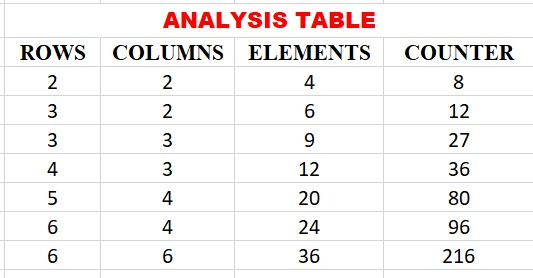 ANALYSIS TABLE
ROWS COLUMNS ELEMENTS COUNTER
2 2 4 8
3 2 6 12
3 3 9 27
4 3 12 36
5 4 20 80
6 4 24 96
6 6 36 216